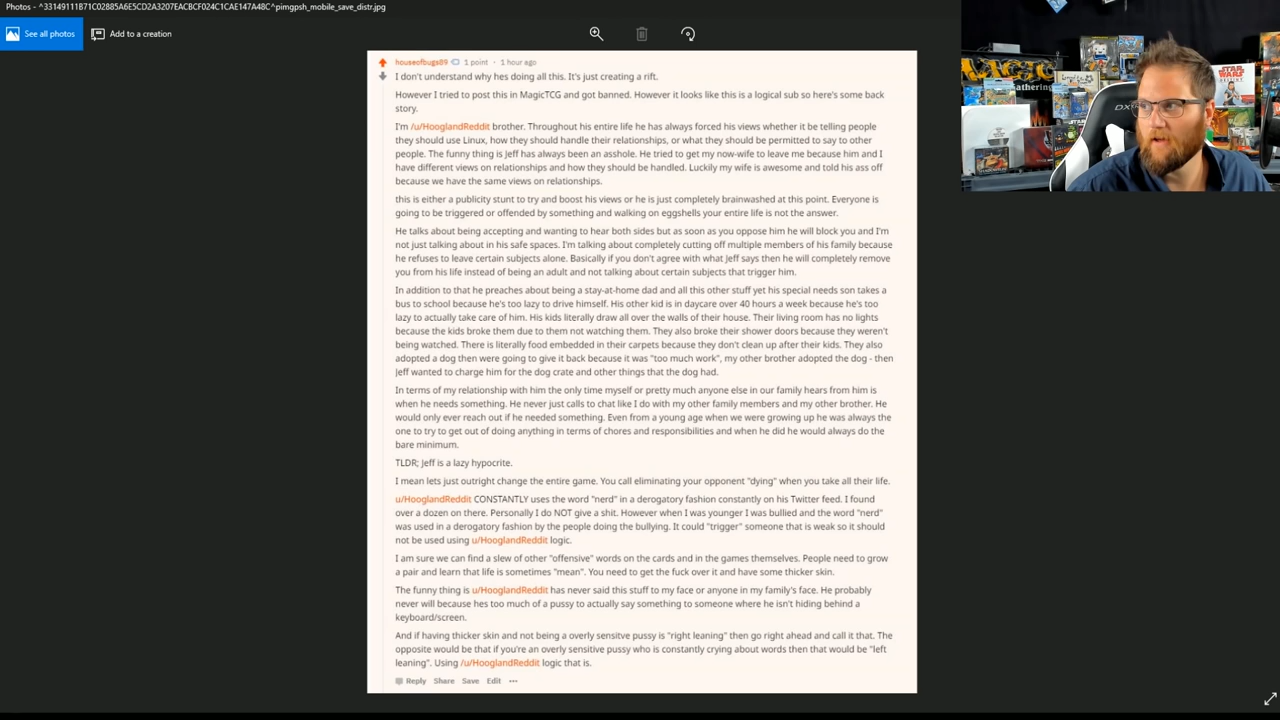 Photos - ^33149111B71C02885A6E5CD2A3207EACBCF024C1CAE147A48C^pimgpsh_mobile_save_distr.jpg
See all photos
Add to a creation
houseofbugs89 1 point · 1 hour ago
I don't understand why hes doing all this. It's just creating a rift.
However I tried to post this in MagicTCG and got banned. However it looks like this is a logical sub so here's some back
story.
I'm /u/HooglandReddit brother. Throughout his entire life he has always forced his views whether it be telling people
they should use Linux, how they should handle their relationships, or what they should be permitted to say to other
people. The funny thing is Jeff has always been an asshole. He tried to get my now-wife to leave me because him and I
have different views on relationships and how they should be handled. Luckily my wife is awesome and told his ass off
because we have the same views on relationships.
this is either a publicity stunt to try and boost his views or he is just completely brainwashed at this point. Everyone is
going to be triggered or offended by something and walking on eggshells your entire life is not the answer.
He talks about being accepting and wanting to hear both sides but as soon as you oppose him he will block you and I'm
not just talking about in his safe spaces. I'm talking about completely cutting off multiple members of his family because
he refuses to leave certain subjects alone. Basically if you don't agree with what Jeff says then he will completely remove
you from his life instead of being an adult and not talking about certain subjects that trigger him.
In addition to that he preaches about being a stay-at-home dad and all this other stuff yet his special needs son takes a
bus to school because he's too lazy to drive himself. His other kid is in daycare over 40 hours a week because he's too
lazy to actually take care of him. His kids literally draw all over the walls of their house. Their living room has no lights
because the kids broke them due to them not watching them. They also broke their shower doors because they weren't
being watched. There is literally food embedded in their carpets because they don't clean up after their kids. They also
adopted a dog then were going to give it back because it was "too much work", my other brother adopted the dog - then
Jeff wanted to charge him for the dog crate and other things that the dog had.
In terms of my relationship with him the only time myself or pretty much anyone else in our family hears from him is
when he needs something. He never just calls to chat like I do with my other family members and my other brother. He
would only ever reach out if he needed something. Even from a young age when we were growing up he was always the
one to try to get out of doing anything in terms of chores and responsibilities and when he did he would always do the
bare minimum.
TLDR; Jeff is a lazy hypocrite.
I mean lets just outright change the entire game. You call eliminating your opponent "dying" when you take all their life.
u/HooglandReddit CONSTANTLY uses the word "nerd" in a derogatory fashion constantly on his Twitter feed. I found
over a dozen on there. Personally I do NOT give a shit. However when I was younger I was bullied and the word "nerd"
was used in a derogatory fashion by the people doing the bullying. It could "trigger" someone that is weak so it should
not be used using u/HooglandReddit logic.
I am sure we can find a slew of other "offensive" words on the cards and in the games themselves. People need to grow
a pair and learn that life is sometimes "mean". You need to get the fuck over it and have some thicker skin.
The funny thing is u/HooglandReddit has never said this stuff to my face or anyone in my family's face. He probably
never will because hes too much of a pussy to actually say something to someone where he isn't hiding behind a
keyboard/screen.
And if having thicker skin and not being a overly sensitve pussy is "right leaning" then go right ahead and call it that. The
opposite would be that if you're an overly sensitive pussy who is constantly crying about words then that would be "left
leaning". Using /u/HooglandReddit logic that is.
Reply Share Save Edit ···
MAGIC
Gathering
STAR
WARS
DESTINY